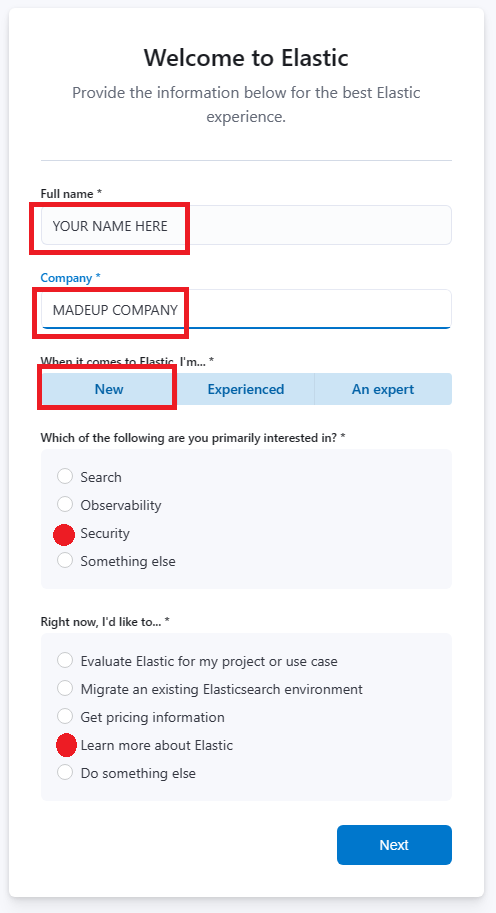 Welcome to Elastic
Provide the information below for the best Elastic
experience.
Full name *
YOUR NAME HERE
Company *
MADEUP COMPANY
When it comes to Elastic, I'm... *
New Experienced An expert
Which of the following are you primarily interested in? *
Search
Observability
Security
Something else
Right now, I'd like to... *
Evaluate Elastic for my project or use case
Migrate an existing Elasticsearch environment
Get pricing information
Learn more about Elastic
Do something else
Next